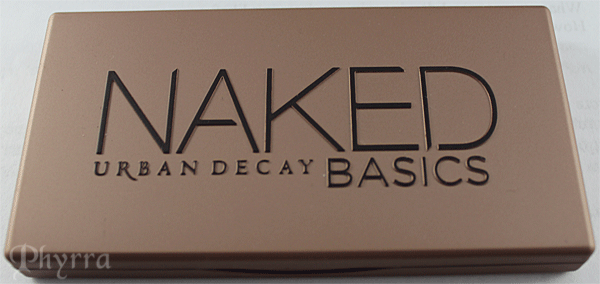 NAKED
URBAN DECAY BASICS
Phyrra